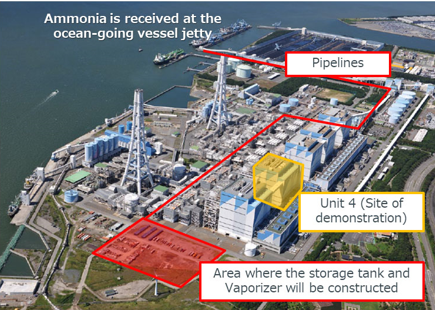 Ammonia is received at the
ocean-going vessel jetty
Pipelines
Unit 4 (Site of
demonstration)
Area where the storage tank and
Vaporizer will be constructed